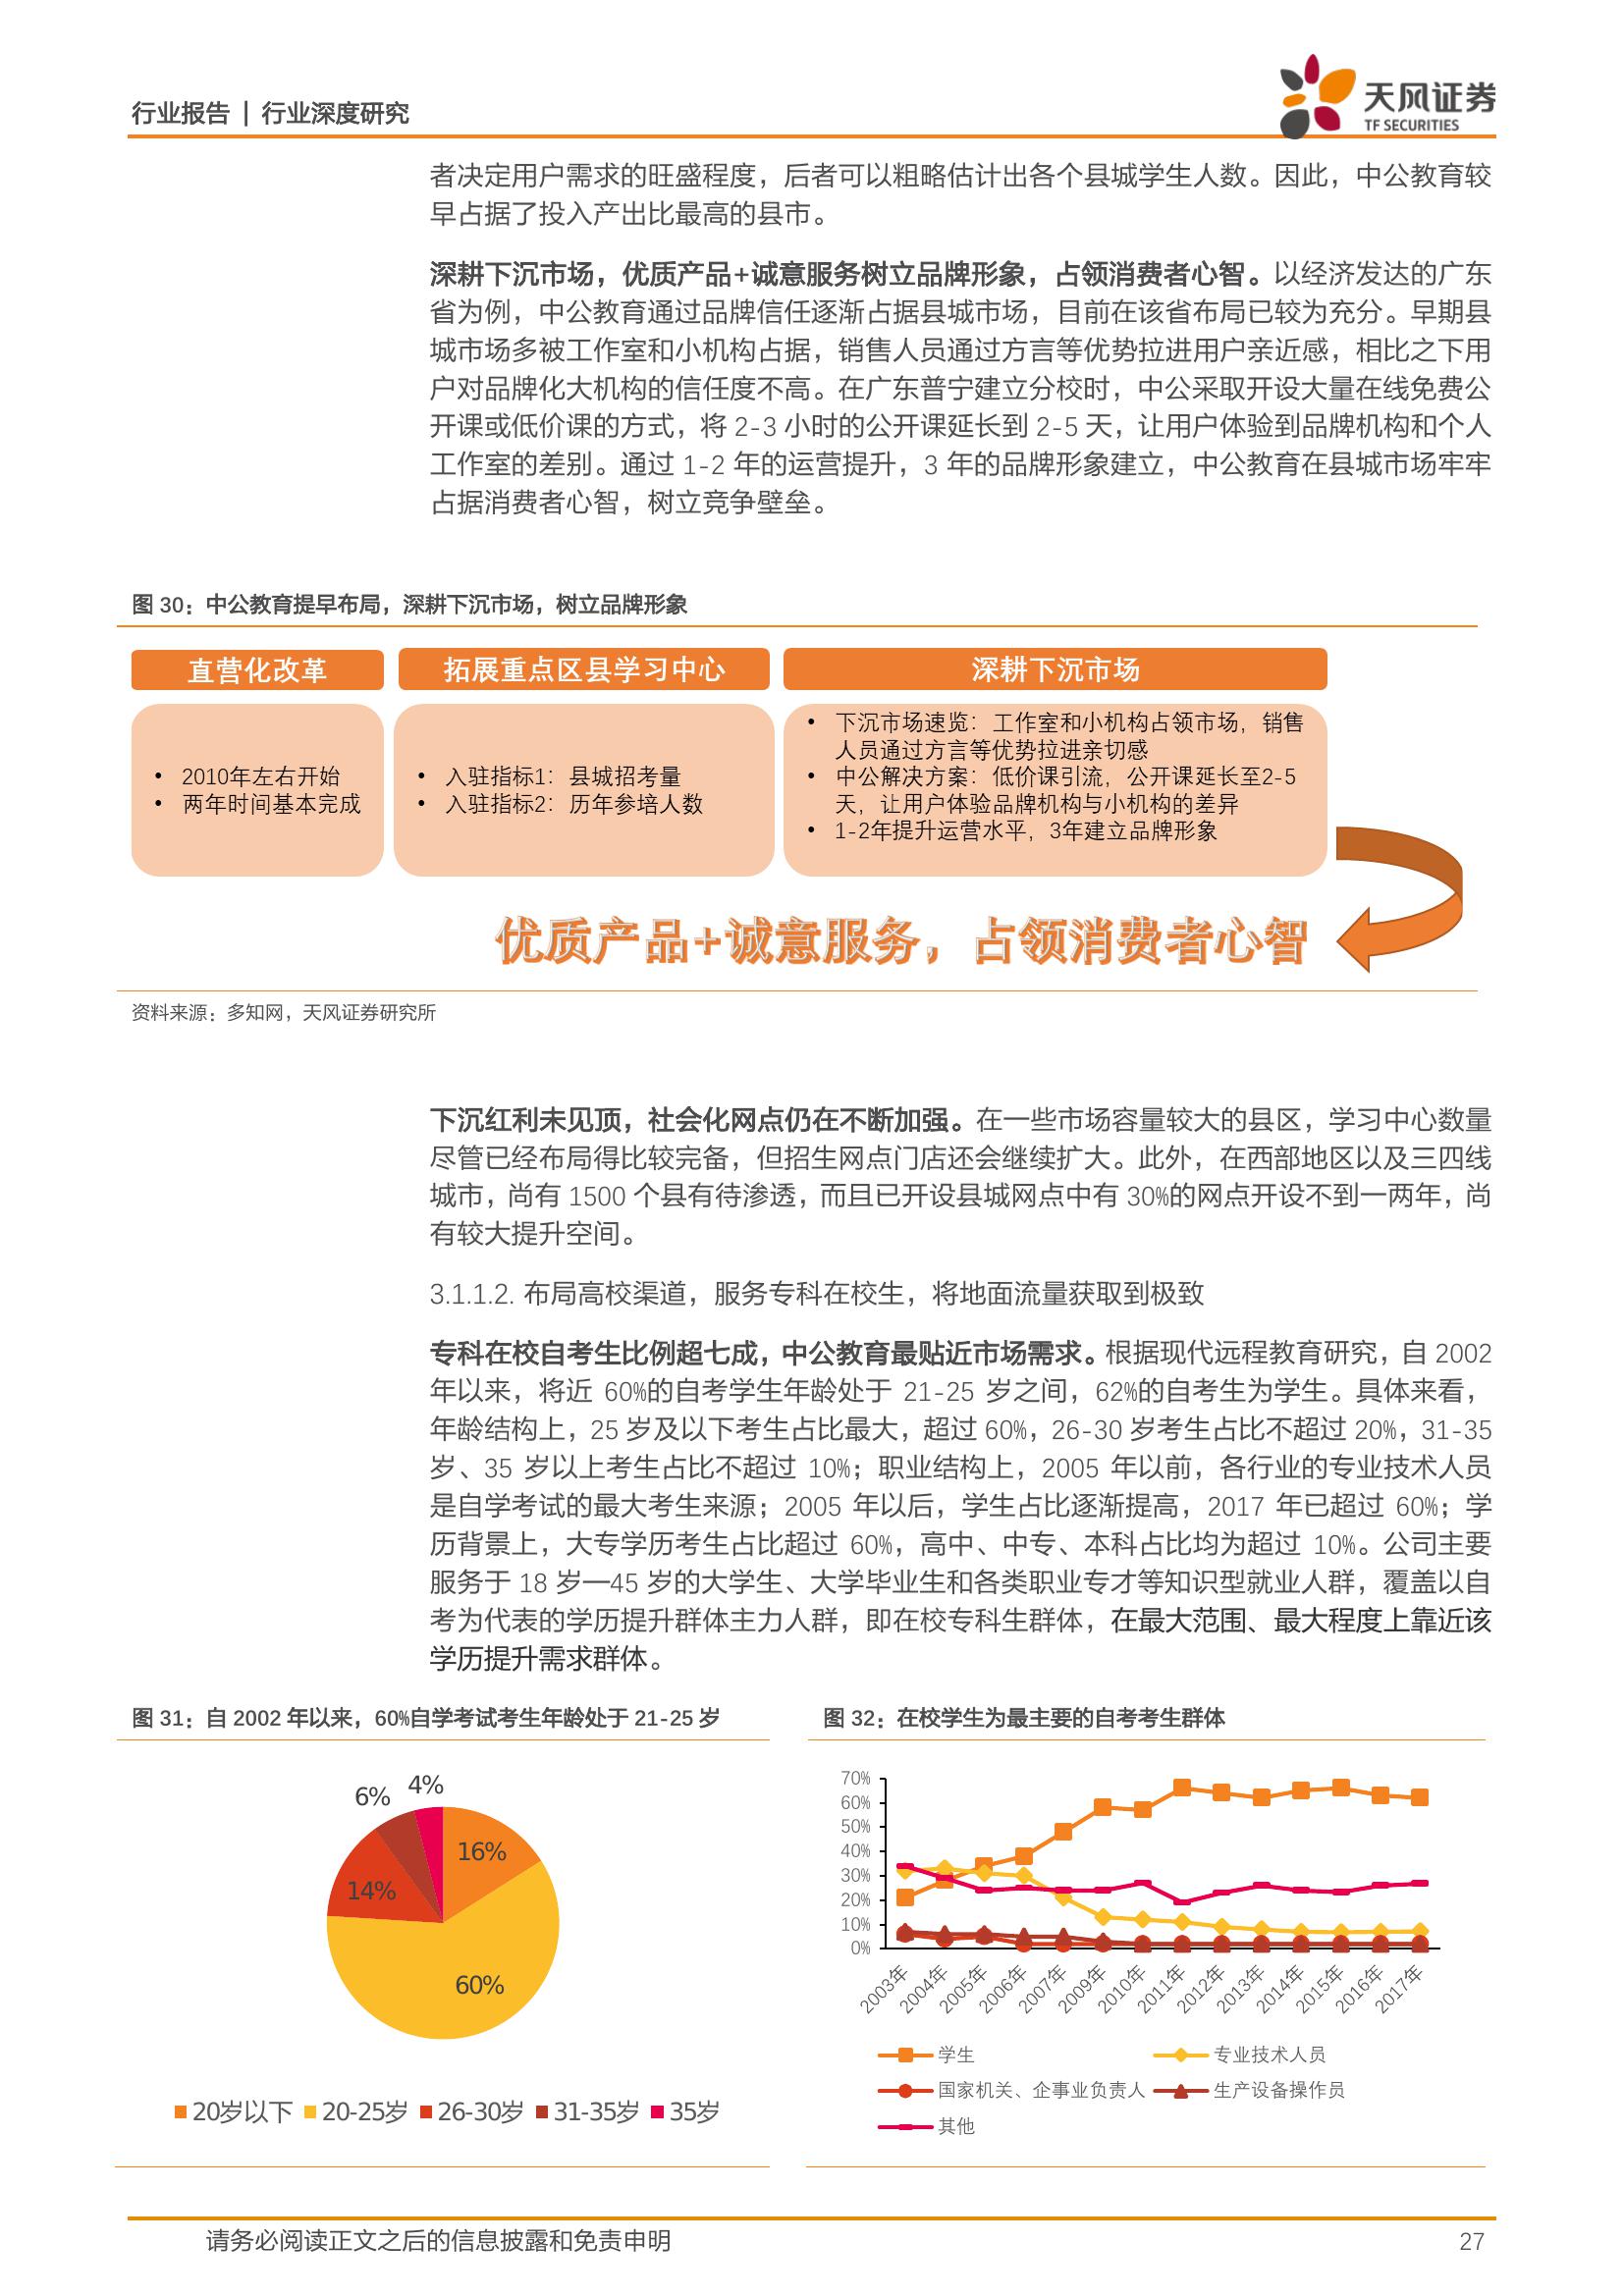 行业报告 | 行业深度研究
天风证券
TF SECURITIES
者决定用户需求的旺盛程度，后者可以粗略估计出各个县城学生人数。因此，中公教育较
早占据了投入产出比最高的县市。
深耕下沉市场，优质产品+诚意服务树立品牌形象，占领消费者心智。以经济发达的广东
省为例，中公教育通过品牌信任逐渐占据县城市场，目前在该省布局已较为充分。早期县
城市场多被工作室和小机构占据，销售人员通过方言等优势拉进用户亲近感，相比之下用
户对品牌化大机构的信任度不高。在广东普宁建立分校时，中公采取开设大量在线免费公
开课或低价课的方式，将 2-3 小时的公开课延长到 2-5 天，让用户体验到品牌机构和个人
工作室的差别。通过 1-2 年的运营提升，3 年的品牌形象建立，中公教育在县城市场牢牢
占据消费者心智，树立竞争壁垒。
图 30：中公教育提早布局，深耕下沉市场，树立品牌形象
直营化改革
• 2010年左右开始
• 两年时间基本完成
拓展重点区县学习中心
• 入驻指标1：县城招考量
• 入驻指标2：历年参培人数
深耕下沉市场
• 下沉市场速览：工作室和小机构占领市场，销售
人员通过方言等优势拉进亲切感
• 中公解决方案：低价课引流，公开课延长至2-5
天，让用户体验品牌机构与小机构的差异
• 1-2年提升运营水平，3年建立品牌形象
优质产品+诚意服务，占领消费者心智
资料来源：多知网，天风证券研究所
下沉红利未见顶，社会化网点仍在不断加强。在一些市场容量较大的县区，学习中心数量
尽管已经布局得比较完备，但招生网点门店还会继续扩大。此外，在西部地区以及三四线
城市，尚有 1500 个县有待渗透，而且已开设县城网点中有 30%的网点开设不到一两年，尚
有较大提升空间。
3.1.1.2. 布局高校渠道，服务专科在校生，将地面流量获取到极致
专科在校自考生比例超七成，中公教育最贴近市场需求。根据现代远程教育研究，自 2002
年以来，将近 60%的自考学生年龄处于 21-25 岁之间，62%的自考生为学生。具体来看，
年龄结构上，25 岁及以下考生占比最大，超过 60%，26-30 岁考生占比不超过 20%，31-35
岁、35 岁以上考生占比不超过 10%；职业结构上，2005 年以前，各行业的专业技术人员
是自学考试的最大考生来源；2005 年以后，学生占比逐渐提高，2017 年已超过 60%；学
历背景上，大专学历考生占比超过 60%，高中、中专、本科占比均为超过 10%。公司主要
服务于 18 岁—45 岁的大学生、大学毕业生和各类职业专才等知识型就业人群，覆盖以自
考为代表的学历提升群体主力人群，即在校专科生群体，在最大范围、最大程度上靠近该
学历提升需求群体。
图 31：自 2002 年以来，60%自学考试考生年龄处于 21-25 岁
4%
6%
16%
14%
60%
20岁以下 20-25岁 26-30岁 31-35岁 35岁
图 32：在校学生为最主要的自考考生群体
70%
60%
50%
40%
30%
20%
10%
0%
2003年 2004年 2005年 2006年 2007年 2009年 2010年 2011年 2012年 2013年 2014年 2015年 2016年 2017年
学生 专业技术人员
国家机关、企事业负责人 生产设备操作员
其他
请务必阅读正文之后的信息披露和免责申明 27